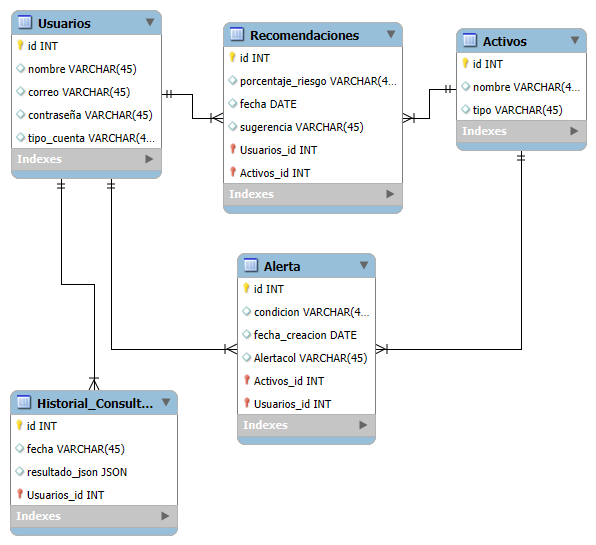 Usuarios
id INT
nombre VARCHAR(45)
correo VARCHAR(45)
contraseña VARCHAR(45)
tipo_cuenta VARCHAR(4...
Indexes
Recomendaciones
id INT
porcentaje_riesgo VARCHAR(4...
fecha DATE
sugerencia VARCHAR(45)
Usuarios_id INT
Activos_id INT
Indexes
Activos
id INT
nombre VARCHAR(4...
tipo VARCHAR(45)
Indexes
Alerta
id INT
condicion VARCHAR(4...
fecha_creacion DATE
Alertacol VARCHAR(45)
Activos_id INT
Usuarios_id INT
Indexes
Historial_Consult...
id INT
fecha VARCHAR(45)
resultado_json JSON
Usuarios_id INT
Indexes